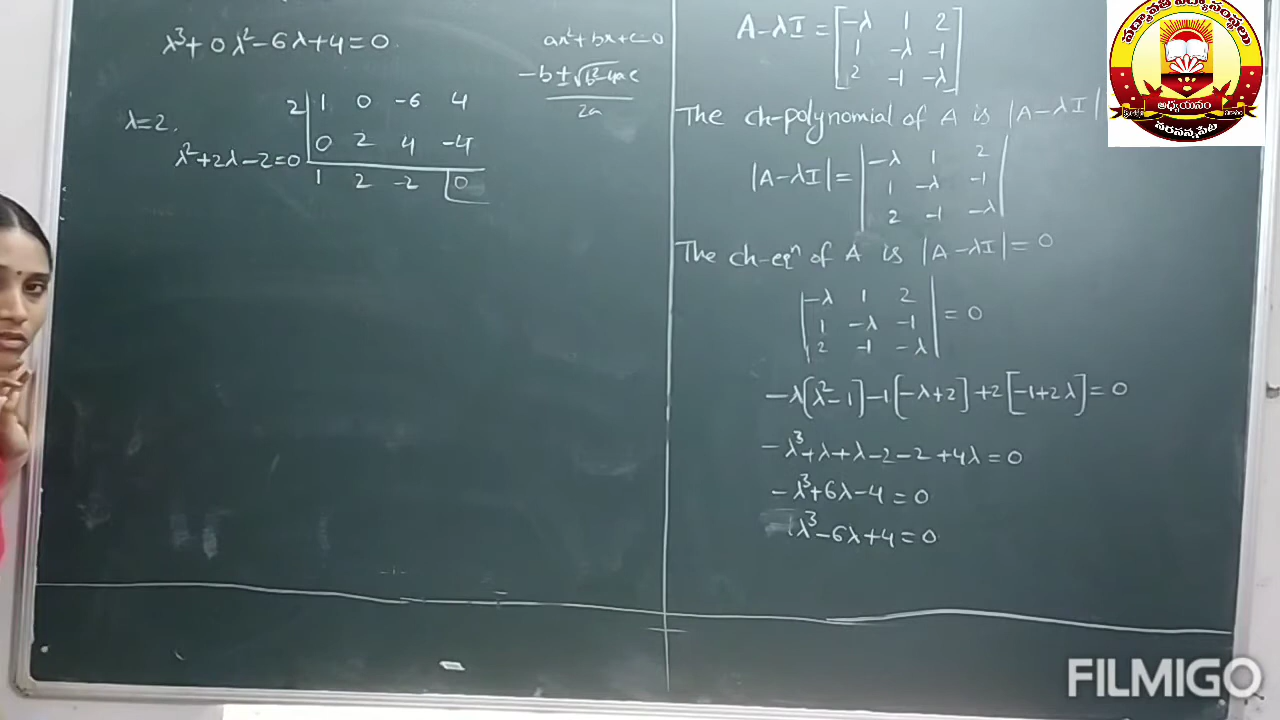 λ³+0λ²-6λ+4=0
ax²+bx+c=0
-b±√b²-4ac
2a
λ=2.
2 | 1 0 -6 4
0 2 4 -4
λ²+2λ-2=0
1 2 -2 0
A-λI = [-λ 1 2
1 -λ -1
2 -1 -λ]
The ch-polynomial of A is |A-λI|
|A-λI| = |-λ 1 2
1 -λ -1
2 -1 -λ|
The ch-eqⁿ of A is |A-λI|=0
|-λ 1 2
1 -λ -1 | = 0
2 -1 -λ|
-λ[λ²-1]-1[-λ+2]+2[-1+2λ]=0
-λ³+λ+λ-2-2+4λ=0
-λ³+6λ-4=0
λ³-6λ+4=0
అధ్యయనం
నరసన్నపేట
FILMIGO